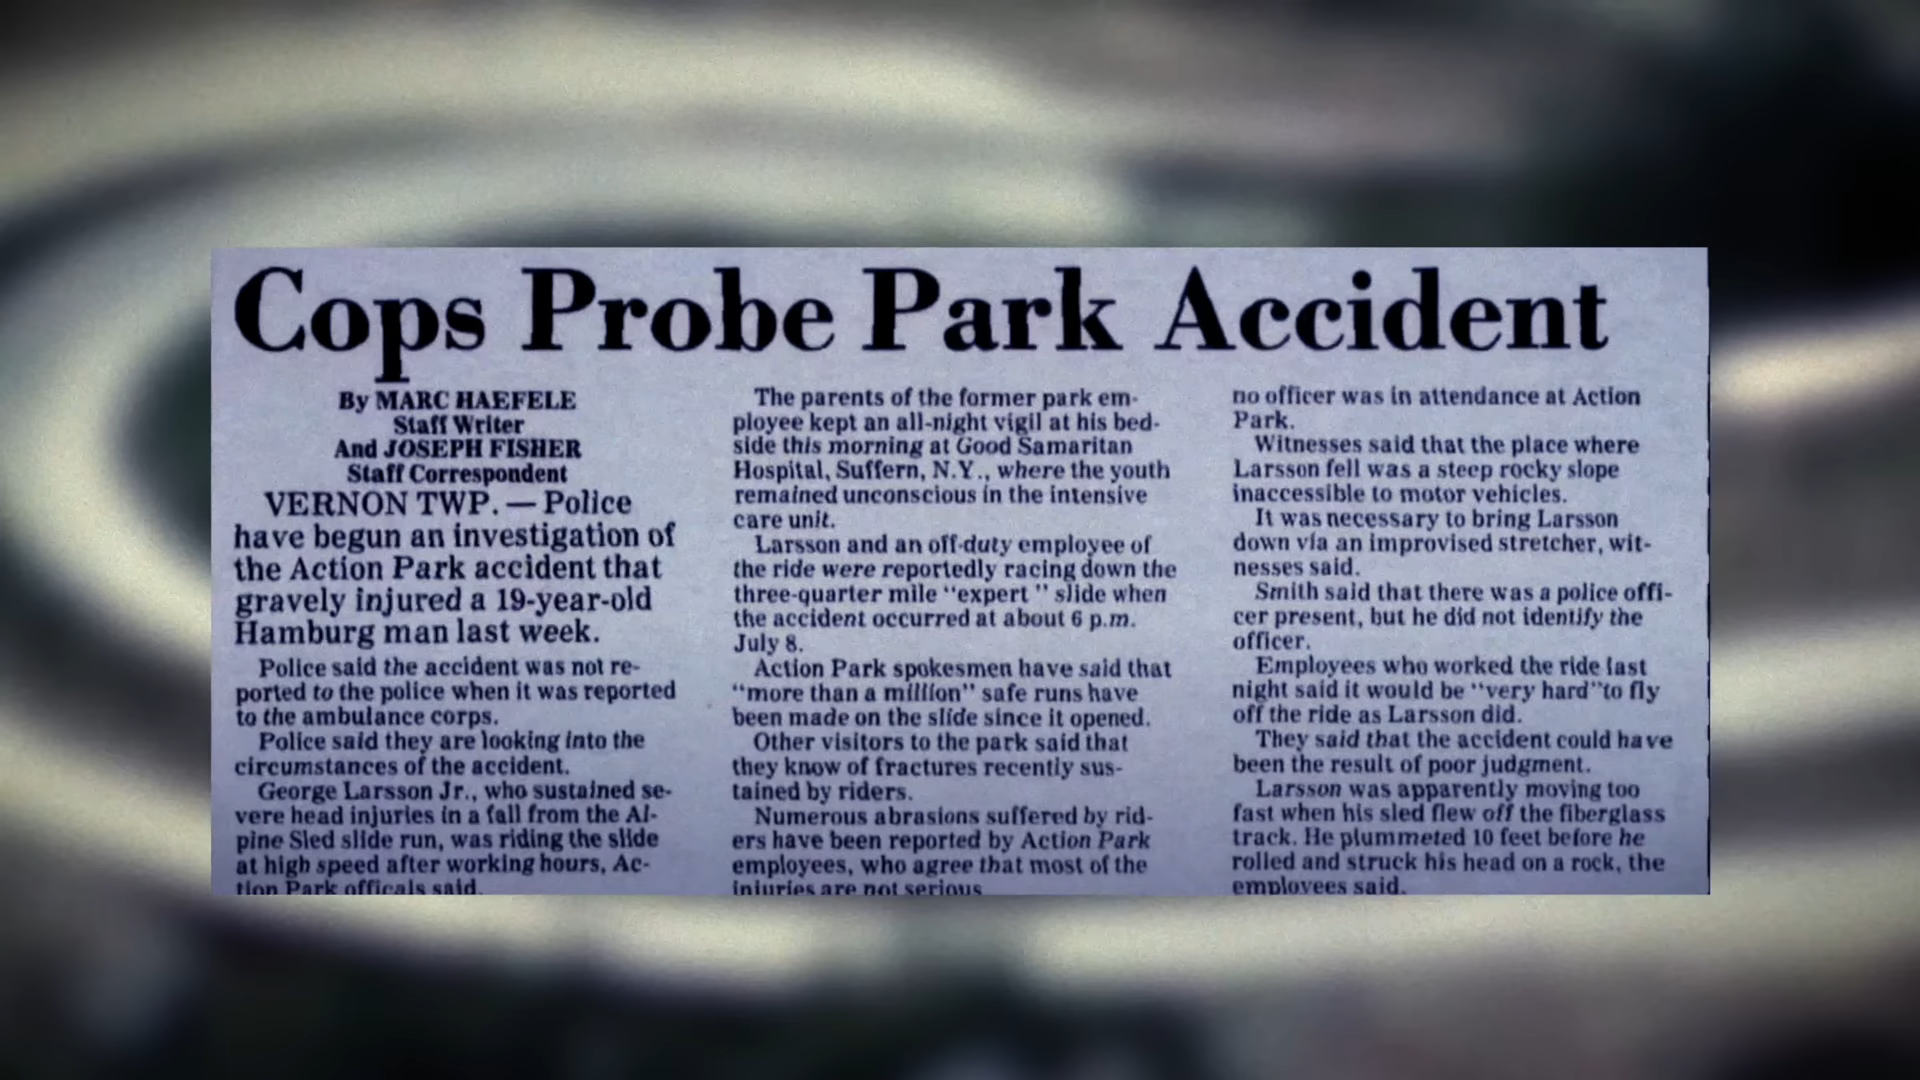 Cops Probe Park Accident
By MARC HAEFELE
Staff Writer
And JOSEPH FISHER
Staff Correspondent
VERNON TWP. — Police
have begun an investigation of
the Action Park accident that
gravely injured a 19-year-old
Hamburg man last week.
Police said the accident was not re-
ported to the police when it was reported
to the ambulance corps.
Police said they are looking into the
circumstances of the accident.
George Larsson Jr., who sustained se-
vere head injuries in a fall from the Al-
pine Sled slide run, was riding the slide
at high speed after working hours, Ac-
tion Park officals said.
The parents of the former park em-
ployee kept an all-night vigil at his bed-
side this morning at Good Samaritan
Hospital, Suffern, N.Y., where the youth
remained unconscious in the intensive
care unit.
Larsson and an off-duty employee of
the ride were reportedly racing down the
three-quarter mile "expert " slide when
the accident occurred at about 6 p.m.
July 8.
Action Park spokesmen have said that
"more than a million" safe runs have
been made on the slide since it opened.
Other visitors to the park said that
they know of fractures recently sus-
tained by riders.
Numerous abrasions suffered by rid-
ers have been reported by Action Park
employees, who agree that most of the
injuries are not serious
no officer was in attendance at Action
Park.
Witnesses said that the place where
Larsson fell was a steep rocky slope
inaccessible to motor vehicles.
It was necessary to bring Larsson
down via an improvised stretcher, wit-
nesses said.
Smith said that there was a police offi-
cer present, but he did not identify the
officer.
Employees who worked the ride last
night said it would be "very hard"to fly
off the ride as Larsson did.
They said that the accident could have
been the result of poor judgment.
Larsson was apparently moving too
fast when his sled flew off the fiberglass
track. He plummeted 10 feet before he
rolled and struck his head on a rock, the
employees said.